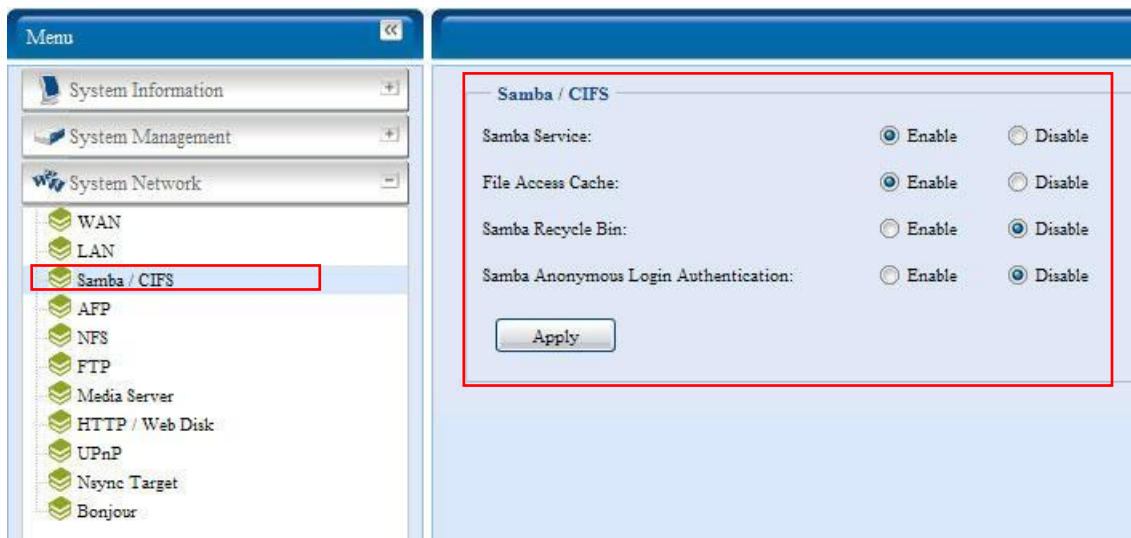 Menu
System Information
System Management
System Network
WAN
LAN
Samba / CIFS
AFP
NFS
FTP
Media Server
HTTP / Web Disk
UPnP
Nsync Target
Bonjour
Samba / CIFS
Samba Service: Enable Disable
File Access Cache: Enable Disable
Samba Recycle Bin: Enable Disable
Samba Anonymous Login Authentication: Enable Disable
Apply